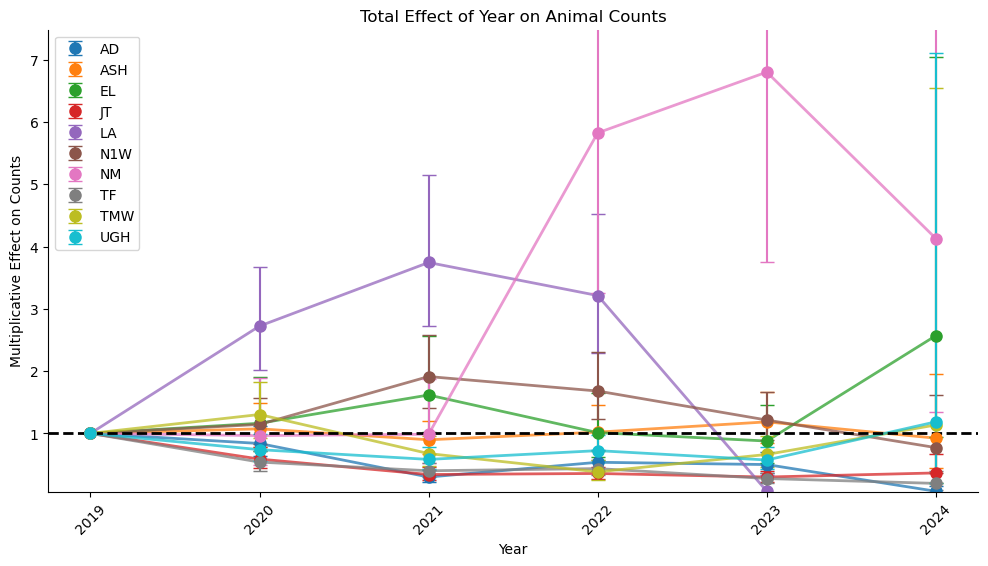 Total Effect of Year on Animal Counts
AD
ASH
EL
JT
LA
N1W
NM
TF
TMW
UGH
Multiplicative Effect on Counts
7
6
5
4
3
2
1
2019
2020
2021
2022
2023
2024
Year